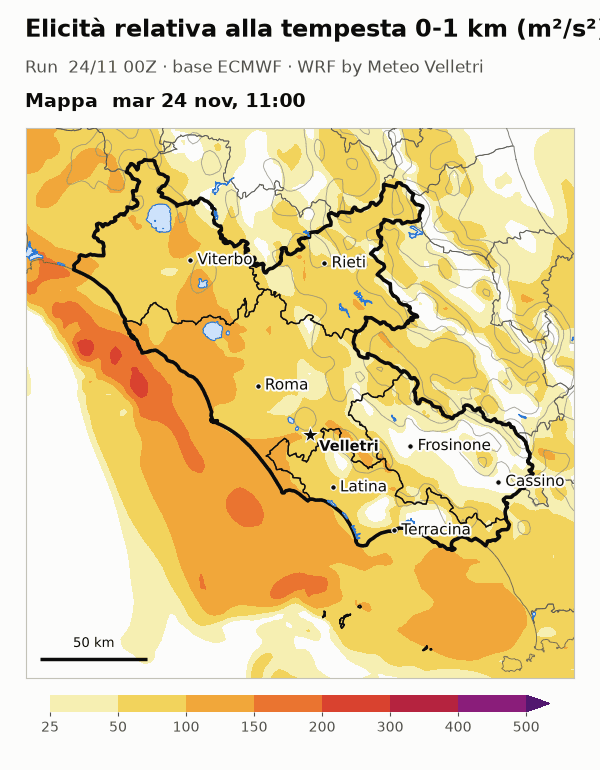 Elicità relativa alla tempesta 0-1 km (m²/s²)
Run 24/11 00Z · base ECMWF · WRF by Meteo Velletri
Mappa mar 24 nov, 11:00
Viterbo
Rieti
Roma
Velletri
Frosinone
Cassino
Latina
Terracina
50 km
25 50 100 150 200 300 400 500